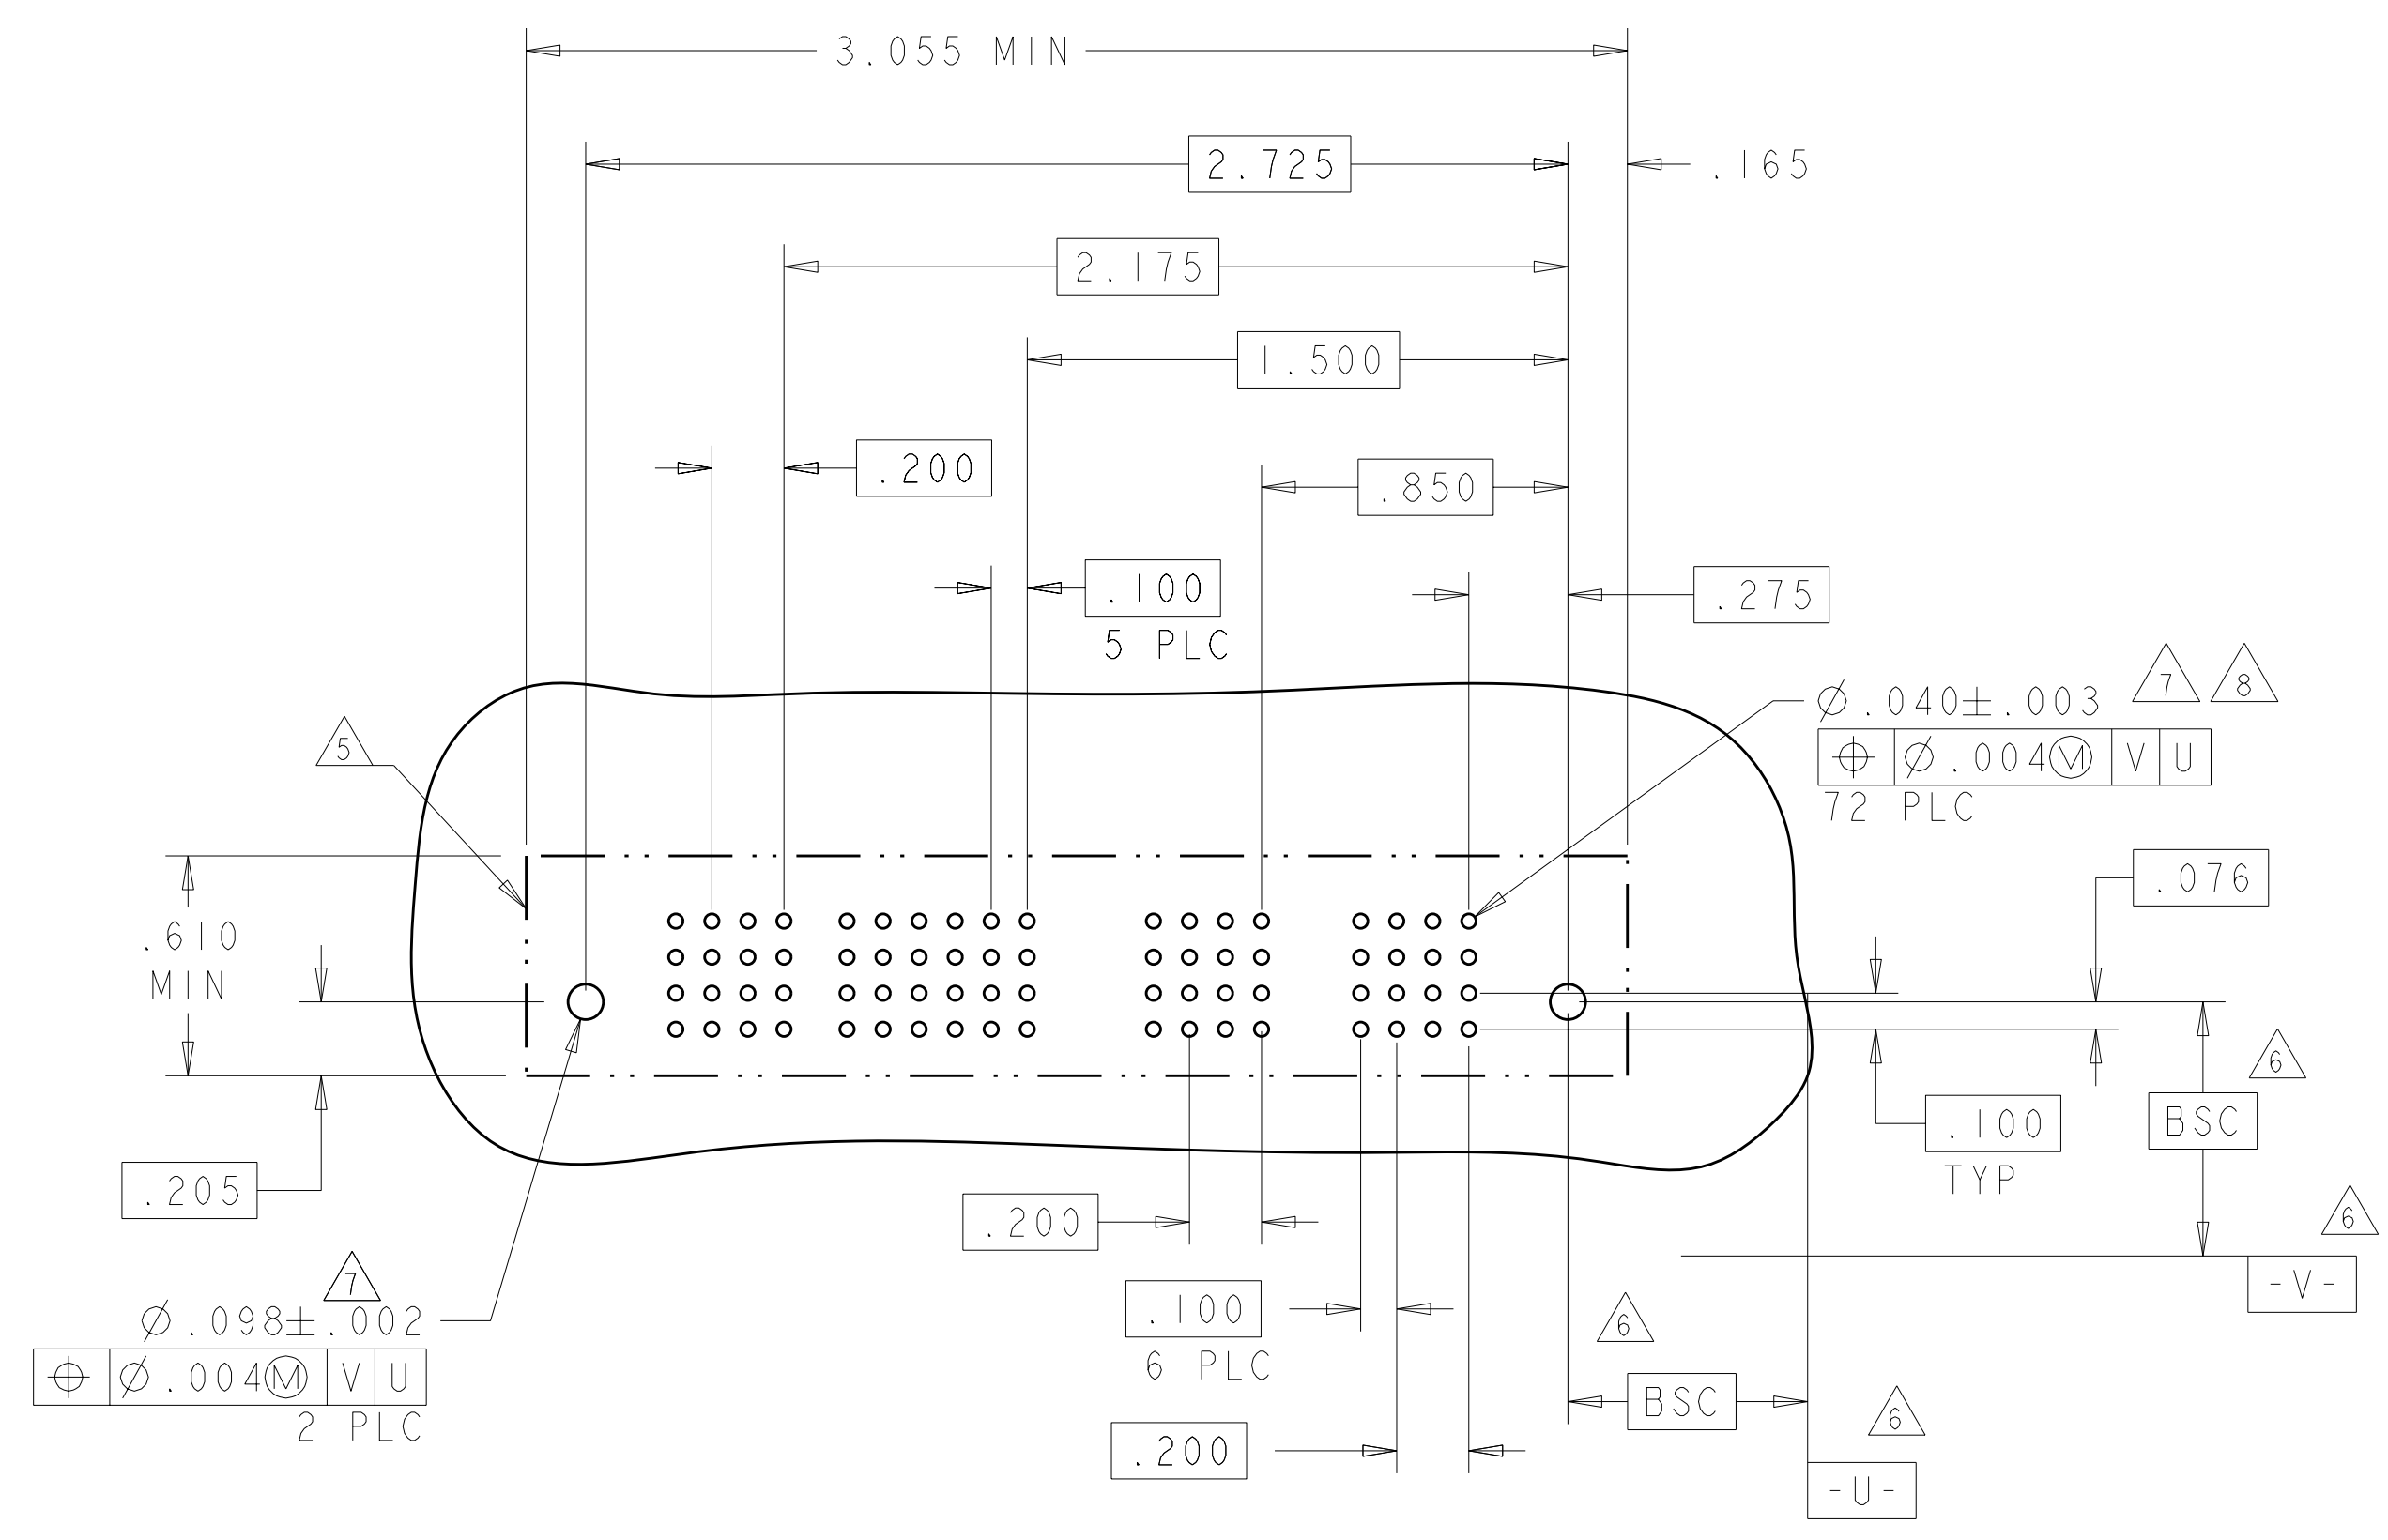 3.055 MIN
2.725
.165
2.175
1.500
.200
.850
.100
5 PLC
.275
7 8
⌀.040±.003
⌖ ⌀.004Ⓜ V U
72 PLC
5
.076
.610
MIN
6
BSC
.100
TYP
.205
.200
6
-V-
7
⌀.098±.002
⌖ ⌀.004Ⓜ V U
2 PLC
.100
6 PLC
6
BSC
6
.200
-U-